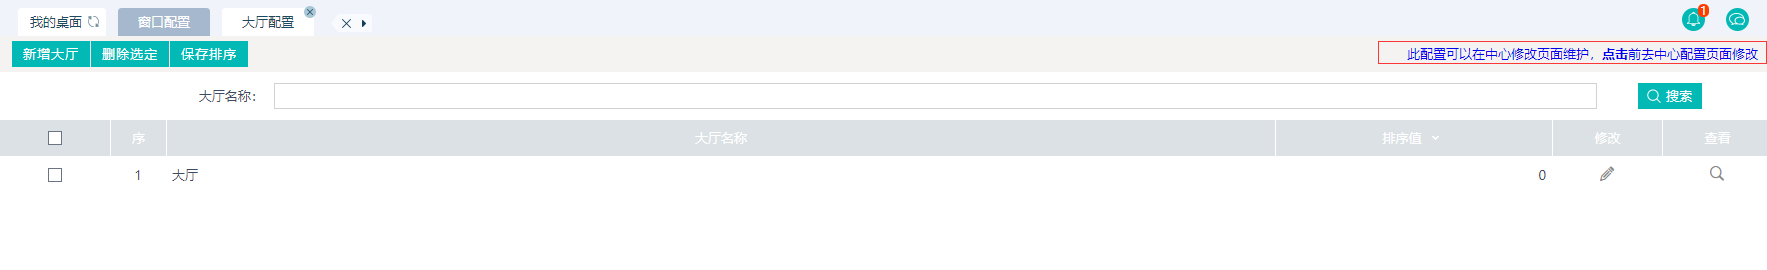 我的桌面 窗口配置 大厅配置 1
新增大厅 删除选定 保存排序 此配置可以在中心修改页面维护，点击前去中心配置页面修改
大厅名称: 搜索
序 大厅名称 排序值 修改 查看
1 大厅 0